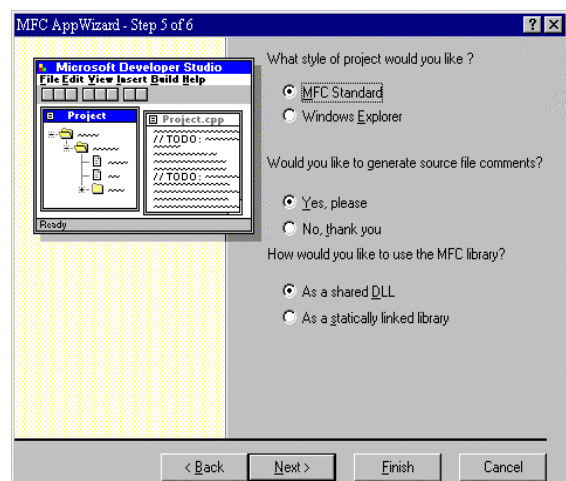 MFC AppWizard - Step 5 of 6
Microsoft Developer Studio
File Edit View Insert Build Help
Project
Project.cpp
//TODO:
//TODO:
Ready
What style of project would you like ?
MFC Standard
Windows Explorer
Would you like to generate source file comments?
Yes, please
No, thank you
How would you like to use the MFC library?
As a shared DLL
As a statically linked library
< Back
Next >
Finish
Cancel